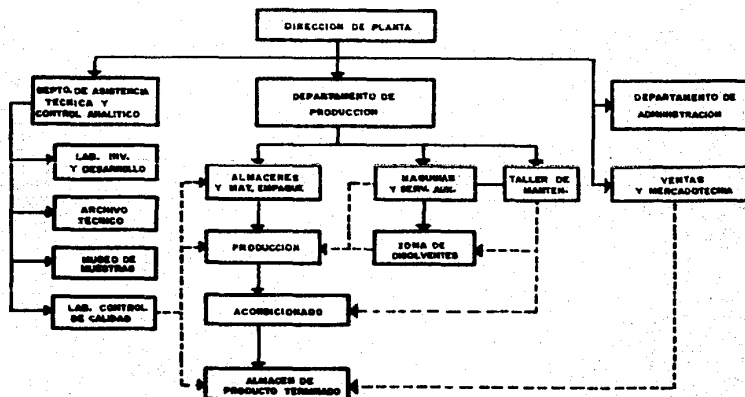 DIRECCION DE PLANTA
DEPTO. DE ASISTENCIA
TECNICA Y
CONTROL ANALITICO
DEPARTAMENTO DE
PRODUCCION
DEPARTAMENTO DE
ADMINISTRACION
LAB. INV.
Y DESARROLLO
ALMACENES
Y MAT. EMPAQUE
MAQUINAS
Y SERV. AUX.
TALLER DE
MANTEN.
VENTAS
Y MERCADOTECNIA
ARCHIVO
TECNICO
PRODUCCION
ZONA DE
DISOLVENTES
MUSEO DE
MUESTRAS
LAB. CONTROL
DE CALIDAD
ACONDICIONADO
ALMACEN DE
PRODUCTO TERMINADO